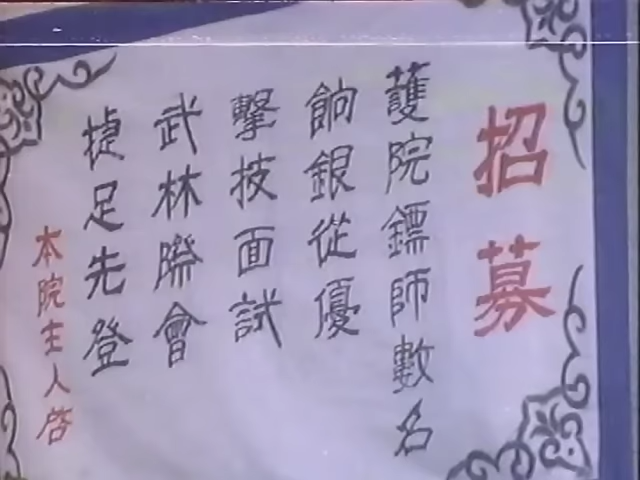 招募
護院鏢師數名
餉銀從優
擊技面試
武林際會
捷足先登
本院主人啓